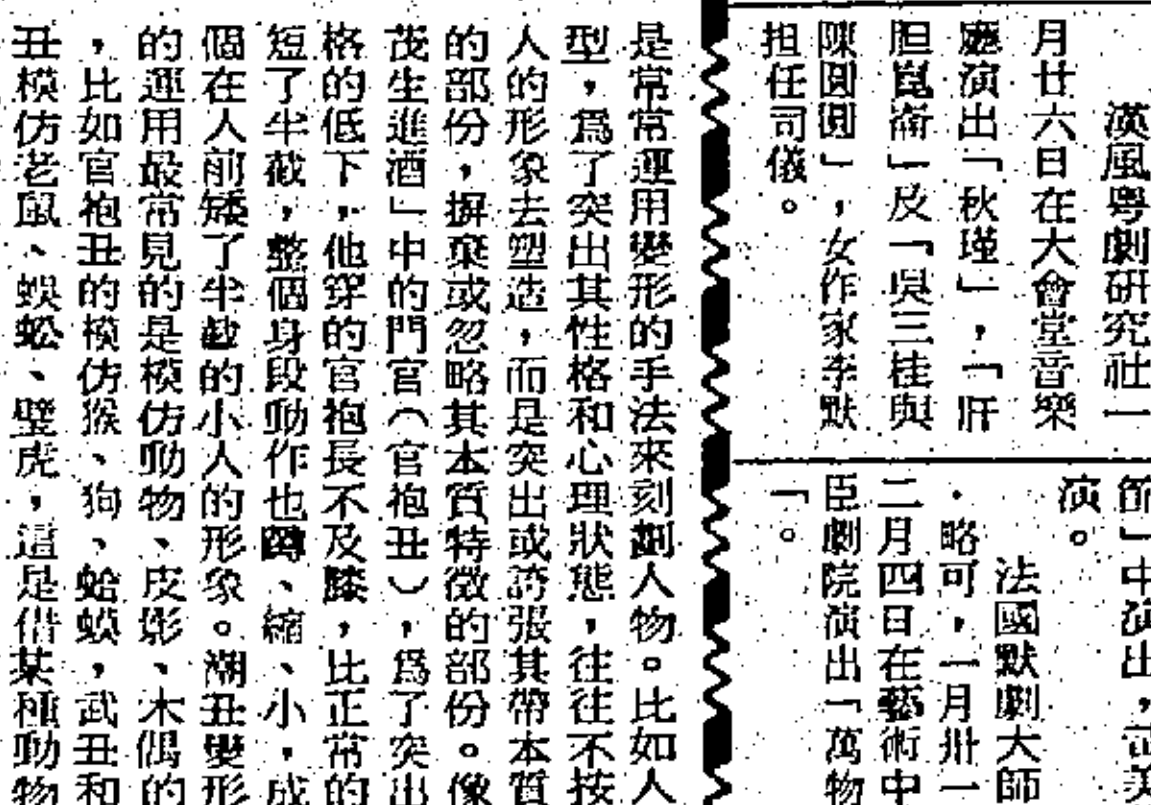 漢風粤劇研究社一
月廿六日在大會堂音樂
廳演出「秋瑾」，「肝
胆崑崙」及「吳三桂與
陳圓圓」，女作家李默
担任司儀。
節」中演出，
演。
法國默劇大師
・略可，一月卅一
二月四日在藝術中
臣劇院演出「萬物
」。
是常常運用變形的手法來刻劃人物。比如人
型，爲了突出其性格和心理狀態，往往不按
人的形象去塑造，而是突出或誇張其帶本質
的部份，摒棄或忽略其本質特徵的部份。像
茂生進酒」中的門官（官袍丑），爲了突出
格的低下，他穿的官袍長不及膝，比正常的
短了半截，整個身段動作也、縮、小，成
個在人前矮了半截的小人的形象。潮丑變形
的運用最常見的是模仿動物、皮影、木偶的
，比如官袍丑的模仿猴、狗、蛤蟆，武丑和
丑模仿老鼠、蜈蚣、壁虎，這是借某種動物